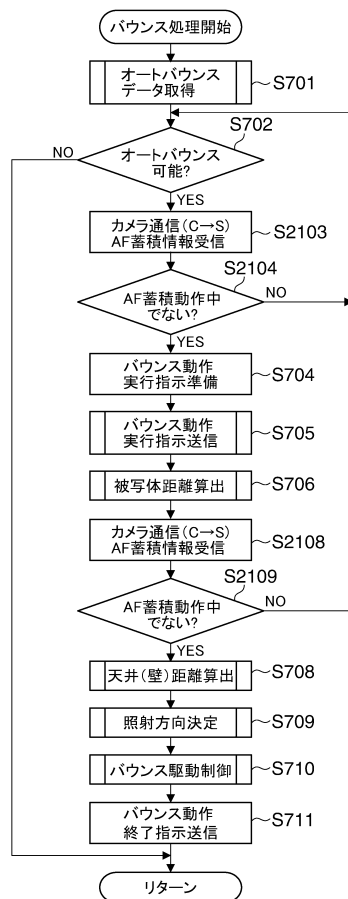 バウンス処理開始
オートバウンス
データ取得
S701
S702
オートバウンス
可能?
NO
YES
カメラ通信(C→S)
AF蓄積情報受信
S2103
S2104
AF蓄積動作中
でない?
NO
YES
バウンス動作
実行指示準備
S704
バウンス動作
実行指示送信
S705
被写体距離算出
S706
カメラ通信(C→S)
AF蓄積情報受信
S2108
S2109
AF蓄積動作中
でない?
NO
YES
天井(壁)距離算出
S708
照射方向決定
S709
バウンス駆動制御
S710
バウンス動作
終了指示送信
S711
リターン